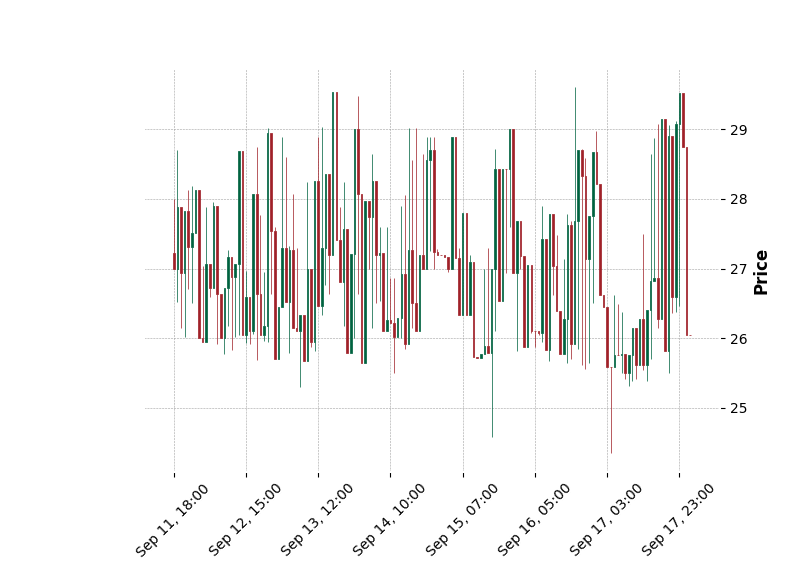 29
28
27
26
25
Price
Sep 11, 18:00
Sep 12, 15:00
Sep 13, 12:00
Sep 14, 10:00
Sep 15, 07:00
Sep 16, 05:00
Sep 17, 03:00
Sep 17, 23:00